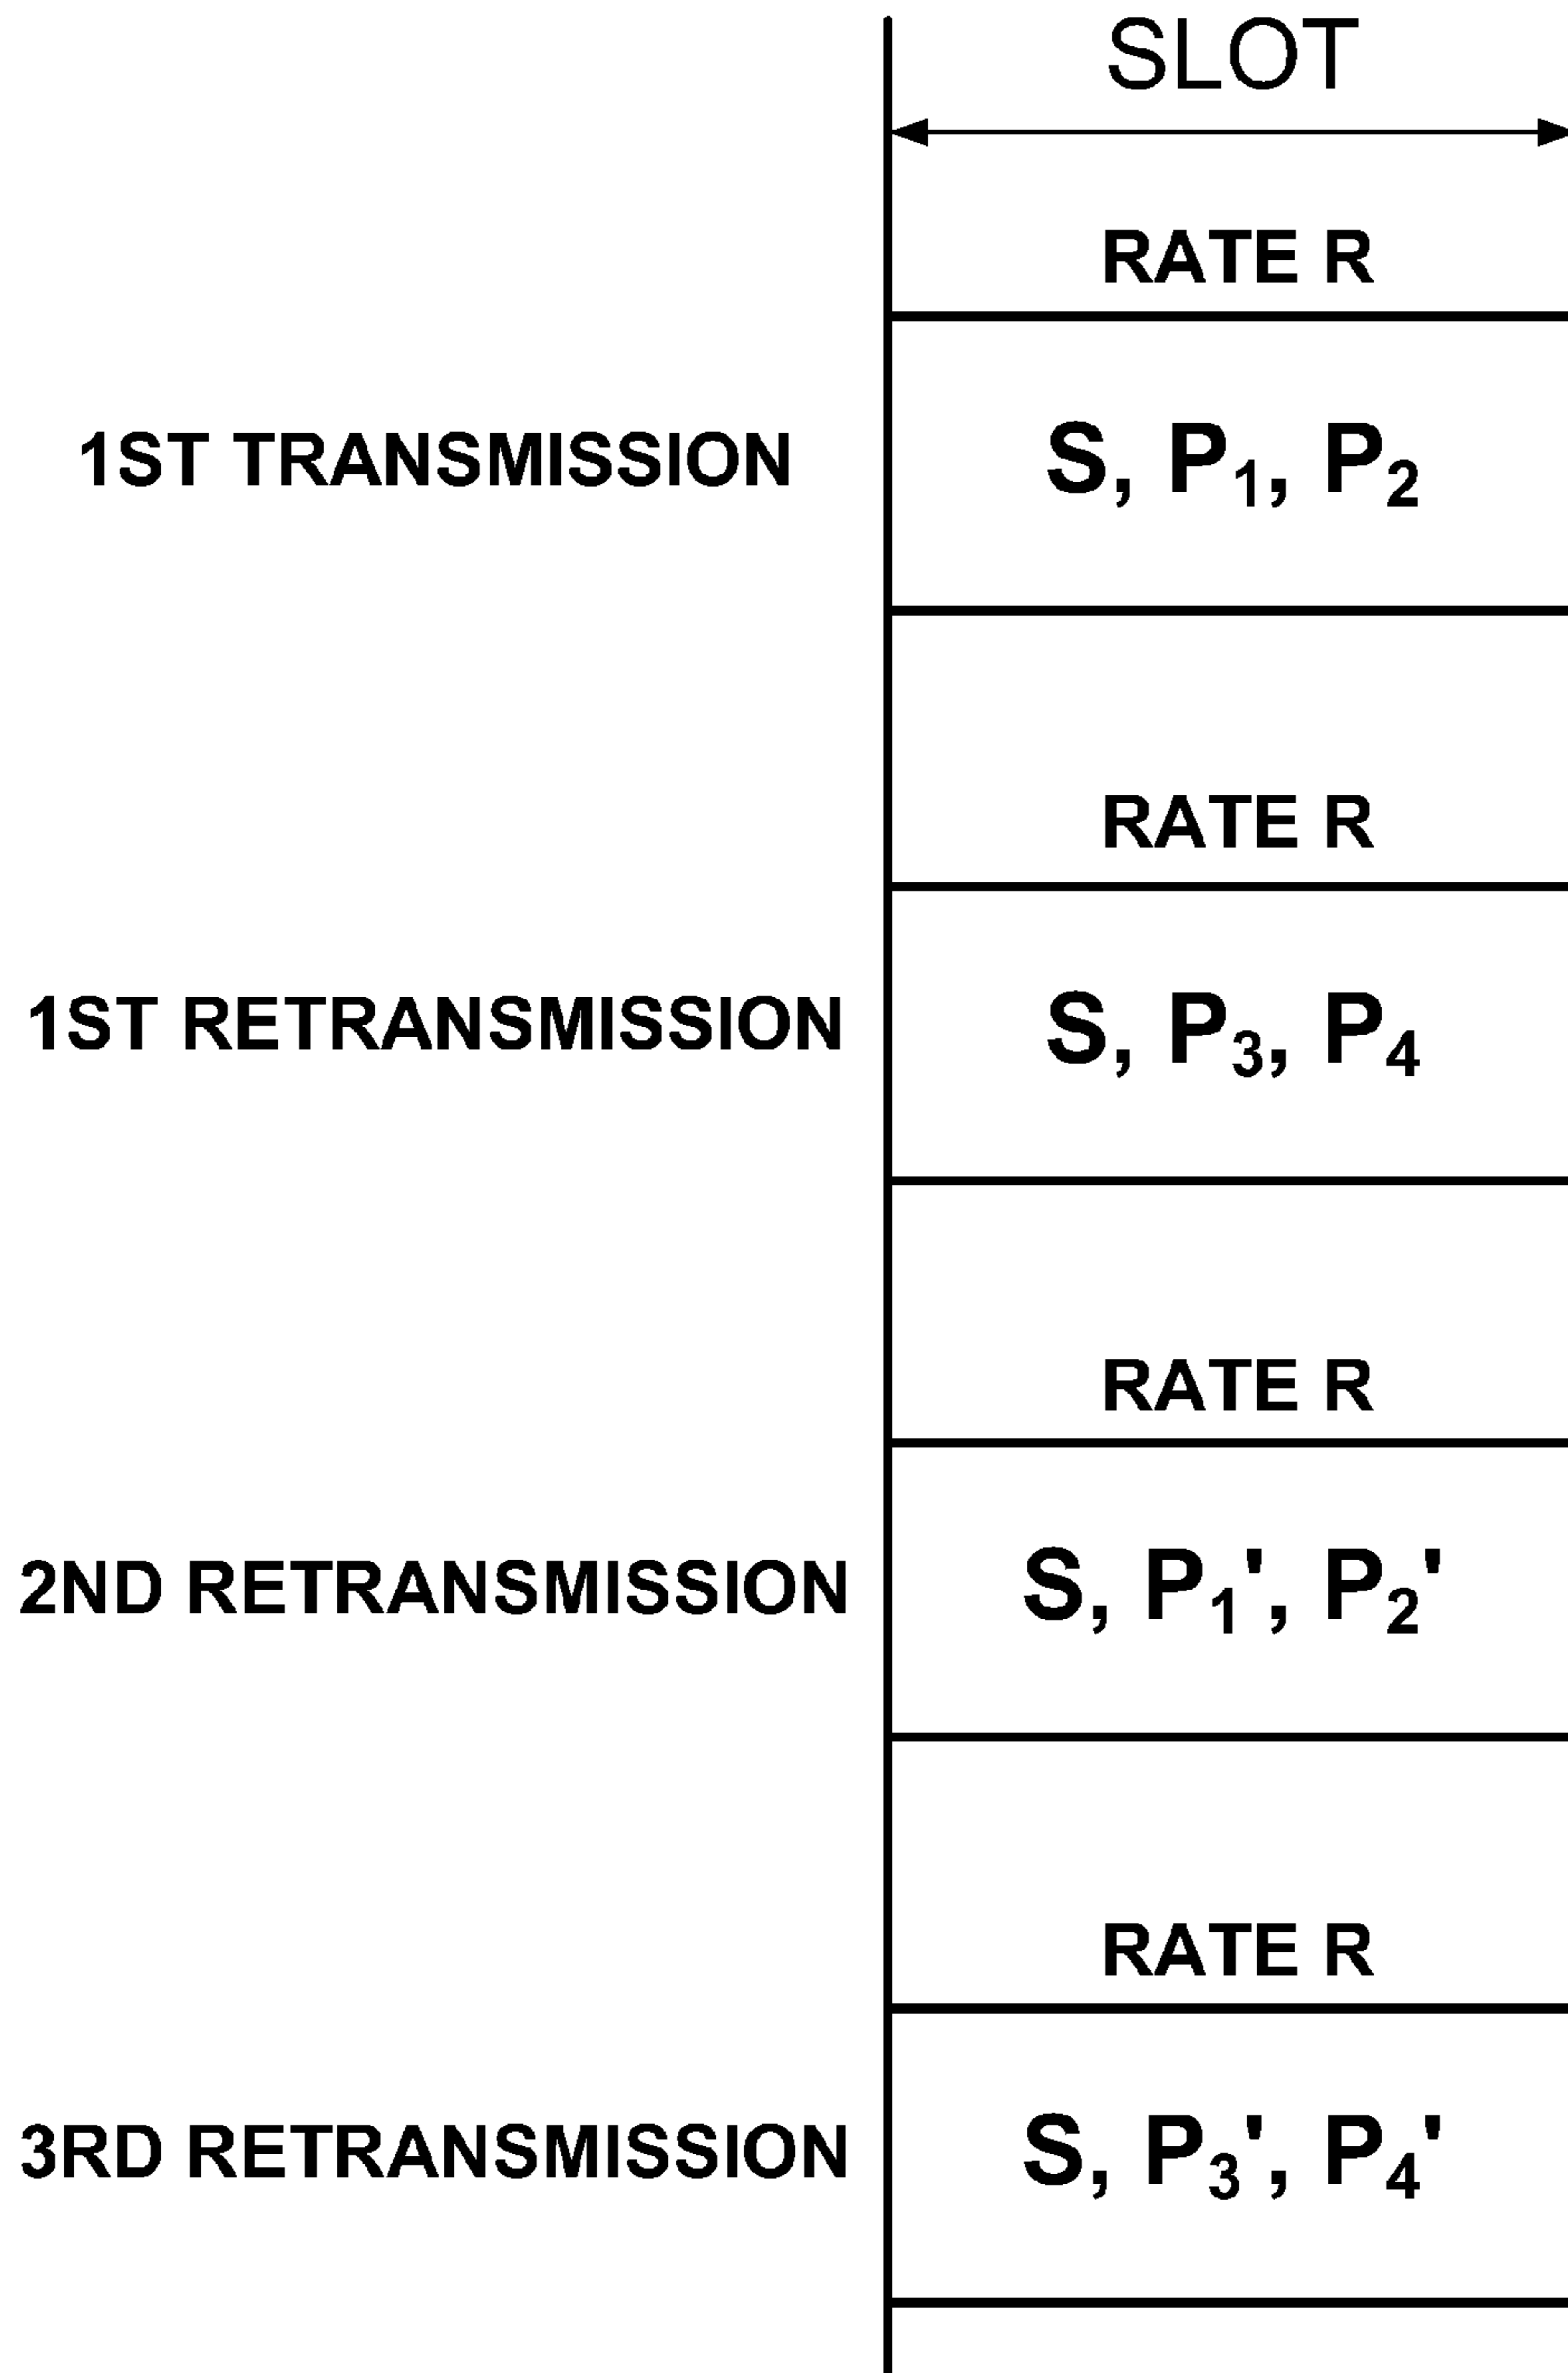 SLOT
RATE R
1ST TRANSMISSION S, P₁, P₂
RATE R
1ST RETRANSMISSION S, P₃, P₄
RATE R
2ND RETRANSMISSION S, P₁', P₂'
RATE R
3RD RETRANSMISSION S, P₃', P₄'